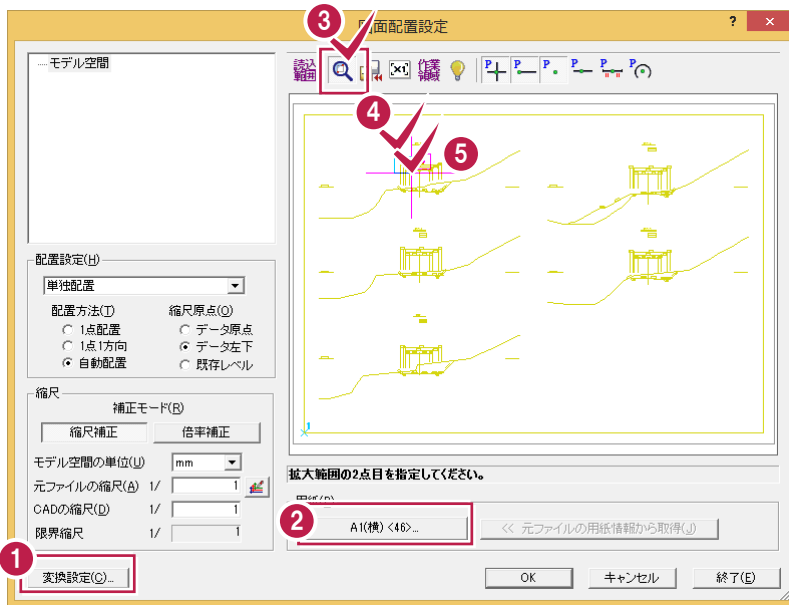 図面配置設定
?
×
3
モデル空間
読込範囲
[X1]
作業領域
P P P P P P
4
5
1
配置設定(H)
単独配置
配置方法(T)
縮尺原点(O)
1点配置
データ原点
1点1方向
データ左下
自動配置
既存レベル
縮尺
補正モード(R)
縮尺補正
倍率補正
モデル空間の単位(U)
mm
元ファイルの縮尺(A) 1/ 1
CADの縮尺(D) 1/ 1
限界縮尺 1/ 1
拡大範囲の2点目を指定してください。
用紙(P)
2
A1(横) <46>...
<< 元ファイルの用紙情報から取得(J)
1
変換設定(C)...
OK
キャンセル
終了(E)